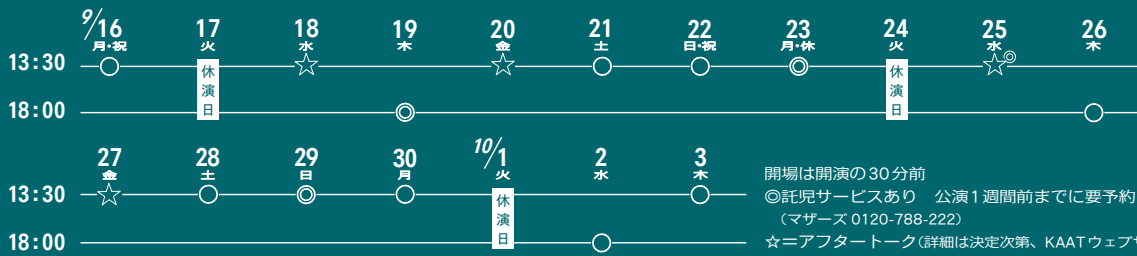 9/16 17 18 19 20 21 22 23 24 25 26
月・祝 火 水 木 金 土 日・祝 月・休 火 水 木
13:30 ○ 休演日 ☆ ☆ ○ ○ ◎ 休演日 ☆◎
18:00 ◎ ○
27 28 29 30 10/1 2 3
金 土 日 月 火 水 木
13:30 ☆ ○ ◎ ○ 休演日 ○
18:00 ○
開場は開演の30分前
◎託児サービスあり 公演1週間前までに要予約
(マザーズ 0120-788-222)
☆=アフタートーク(詳細は決定次第、KAATウェブ